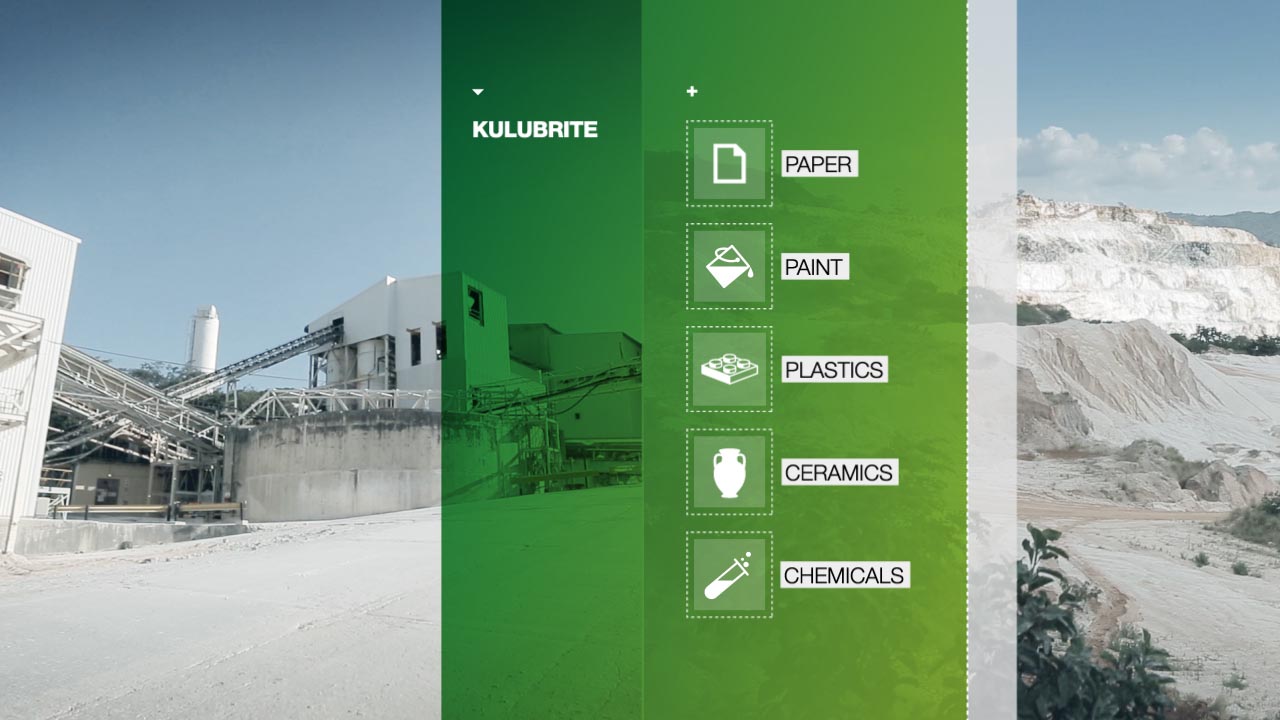 KULUBRITE
PAPER
PAINT
PLASTICS
CERAMICS
CHEMICALS